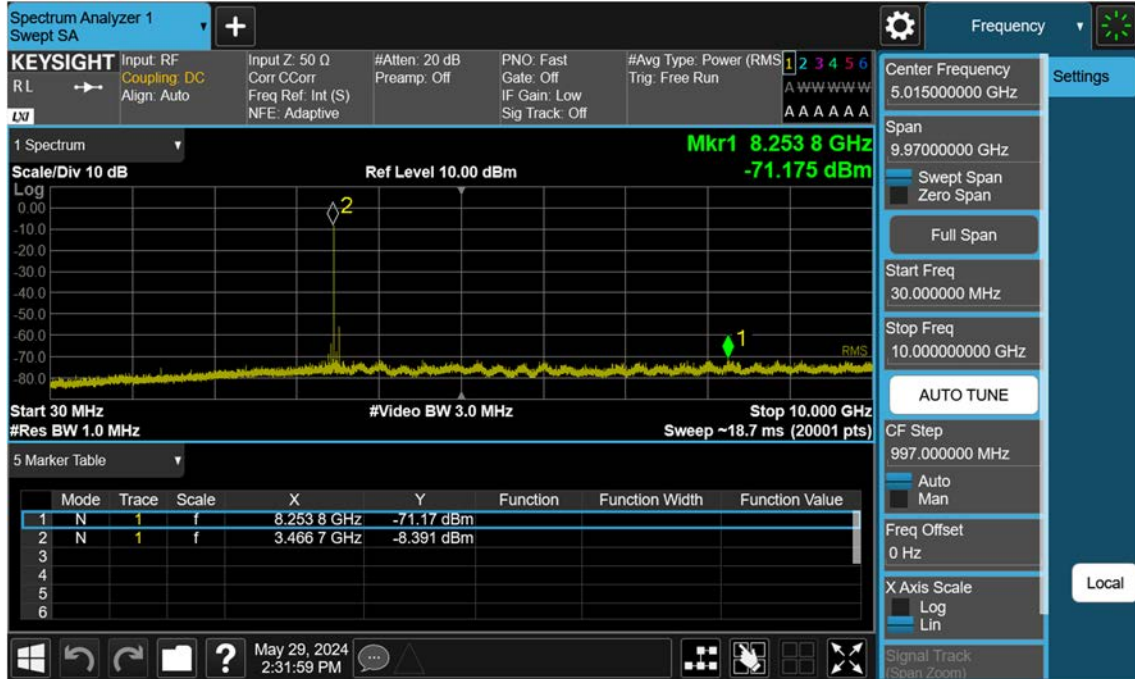 Spectrum Analyzer 1
Swept SA
Frequency
KEYSIGHT
R L
LXI
Input: RF
Coupling: DC
Align: Auto
Input Z: 50 Ω
Corr CCorr
Freq Ref: Int (S)
NFE: Adaptive
#Atten: 20 dB
Preamp: Off
PNO: Fast
Gate: Off
IF Gain: Low
Sig Track: Off
#Avg Type: Power (RMS
Trig: Free Run
1 2 3 4 5 6
A W W W W W
A A A A A A
1 Spectrum
Scale/Div 10 dB
Ref Level 10.00 dBm
Mkr1 8.253 8 GHz
-71.175 dBm
Log
0.00
-10.0
-20.0
-30.0
-40.0
-50.0
-60.0
-70.0
-80.0
2
1
RMS
Start 30 MHz
#Video BW 3.0 MHz
Stop 10.000 GHz
#Res BW 1.0 MHz
Sweep ~18.7 ms (20001 pts)
5 Marker Table
Mode Trace Scale X Y Function Function Width Function Value
1 N 1 f 8.253 8 GHz -71.17 dBm
2 N 1 f 3.466 7 GHz -8.391 dBm
3
4
5
6
May 29, 2024
2:31:59 PM
Center Frequency
5.015000000 GHz
Settings
Span
9.97000000 GHz
Swept Span
Zero Span
Full Span
Start Freq
30.000000 MHz
Stop Freq
10.000000000 GHz
AUTO TUNE
CF Step
997.000000 MHz
Auto
Man
Freq Offset
0 Hz
X Axis Scale
Log
Lin
Local
Signal Track
(Span Zoom)